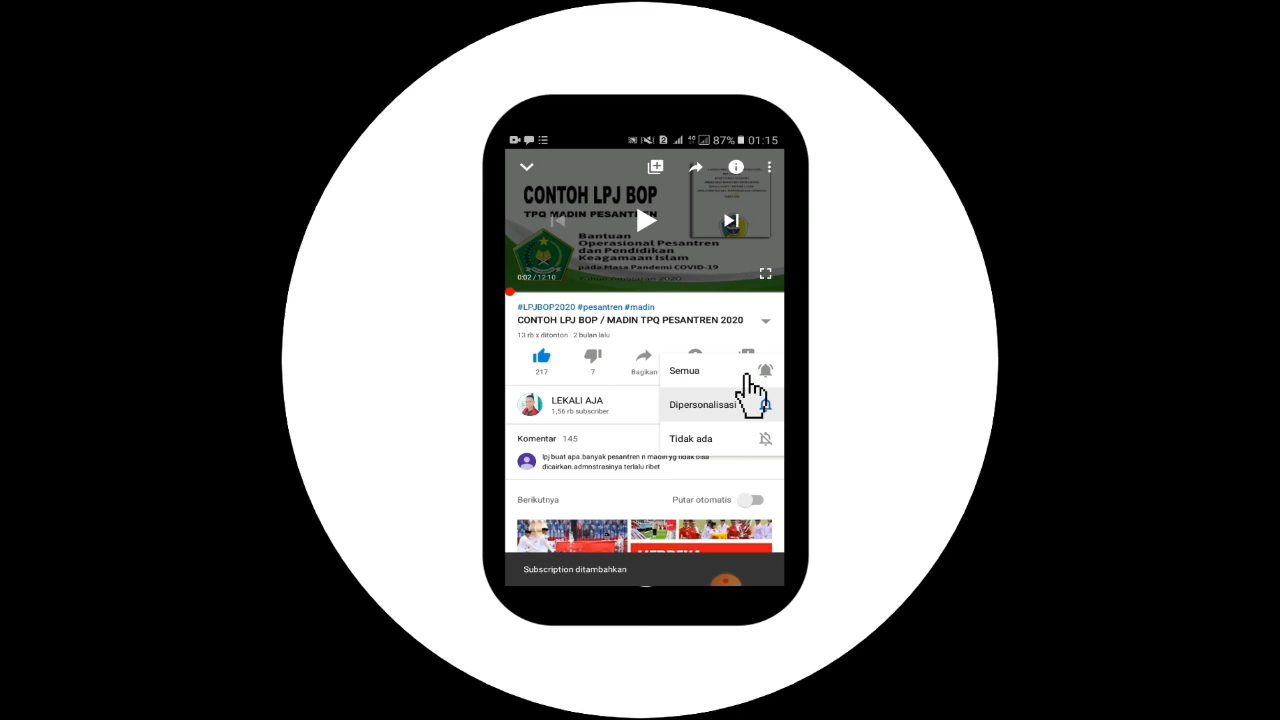 4G 87% 01:15
CONTOH LPJ BOP
TPQ MADIN PESANTREN
Bantuan
Operasional Pesantren
dan Pendidikan
Keagamaan Islam
pada Masa Pandemi COVID-19
0:02 / 12:10
#LPJBOP2020 #pesantren #madin
CONTOH LPJ BOP / MADIN TPQ PESANTREN 2020
13 rb x ditonton · 2 bulan lalu
217 7 Bagikan
Semua
LEKALI AJA
1,56 rb subscriber
Dipersonalisasi
Tidak ada
Komentar 145
lpj buat apa.banyak pesantren n madin yg tidak bisa
dicairkan.admnstrasinya terlalu ribet
Berikutnya Putar otomatis
Subscription ditambahkan